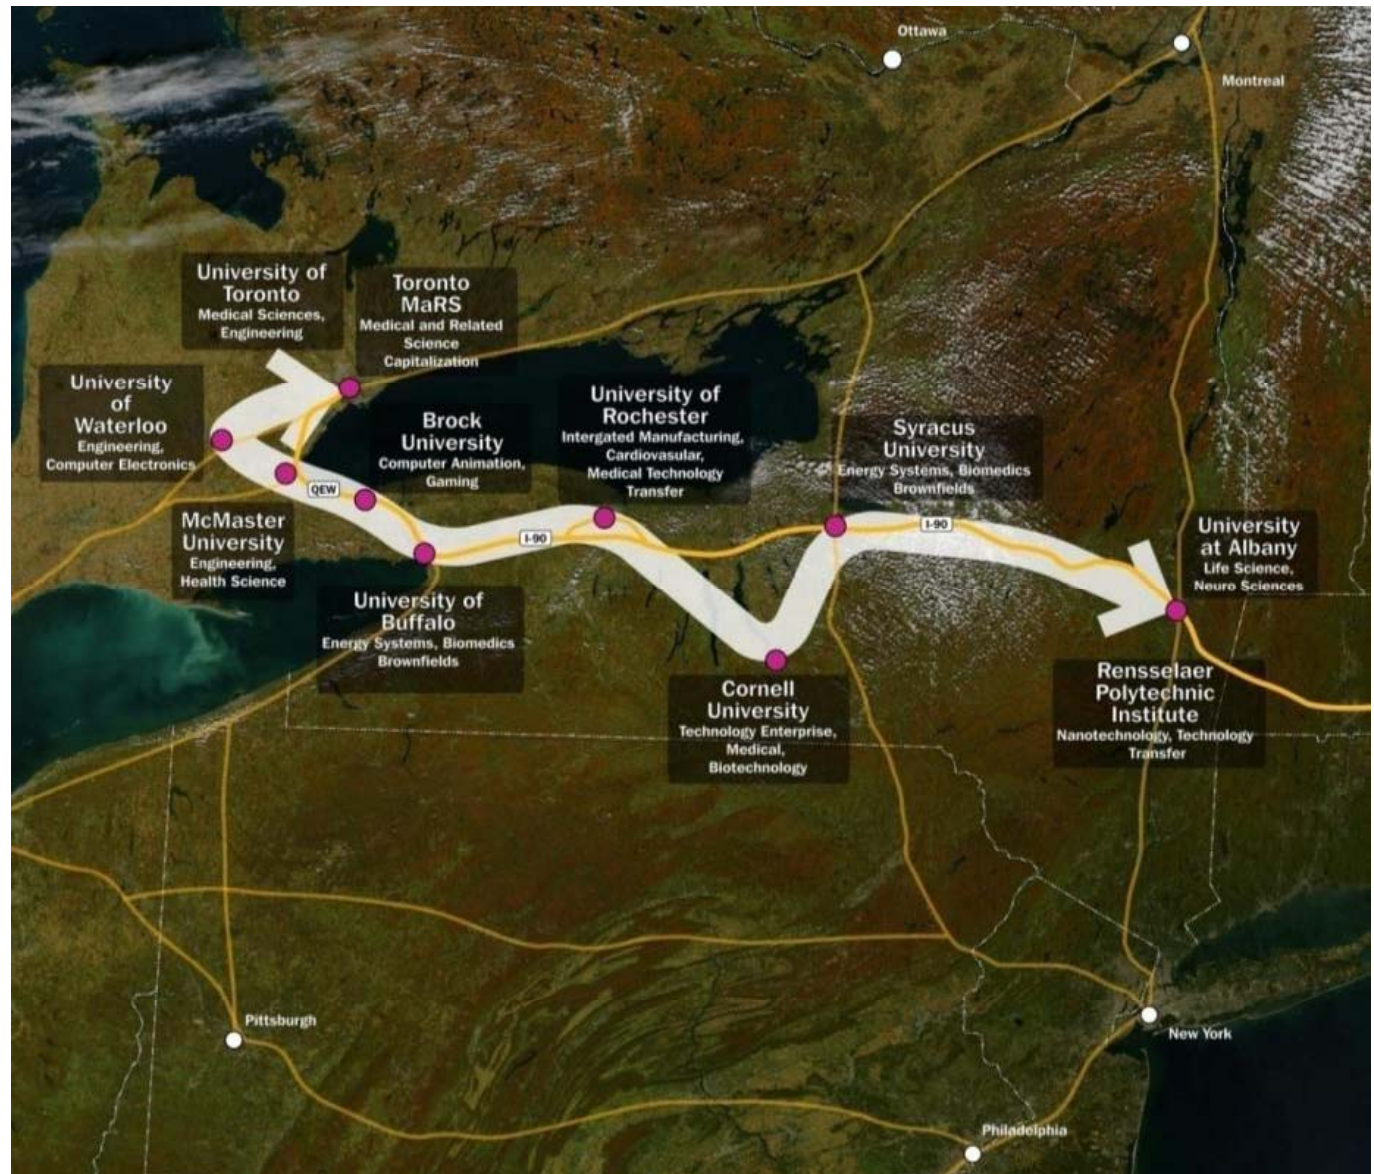 Ottawa
Montreal
University of
Toronto
Medical Sciences,
Engineering
Toronto
MaRS
Medical and Related
Science
Capitalization
University
of
Waterloo
Engineering,
Computer Electronics
Brock
University
Computer Animation,
Gaming
University of
Rochester
Intergated Manufacturing,
Cardiovasular,
Medical Technology
Transfer
Syracus
University
Energy Systems, Biomedics
Brownfields
QEW
I-90
I-90
McMaster
University
Engineering,
Health Science
University
at Albany
Life Science,
Neuro Sciences
University of
Buffalo
Energy Systems, Biomedics
Brownfields
Cornell
University
Technology Enterprise,
Medical,
Biotechnology
Rensselaer
Polytechnic
Institute
Nanotechnology, Technology
Transfer
Pittsburgh
New York
Philadelphia